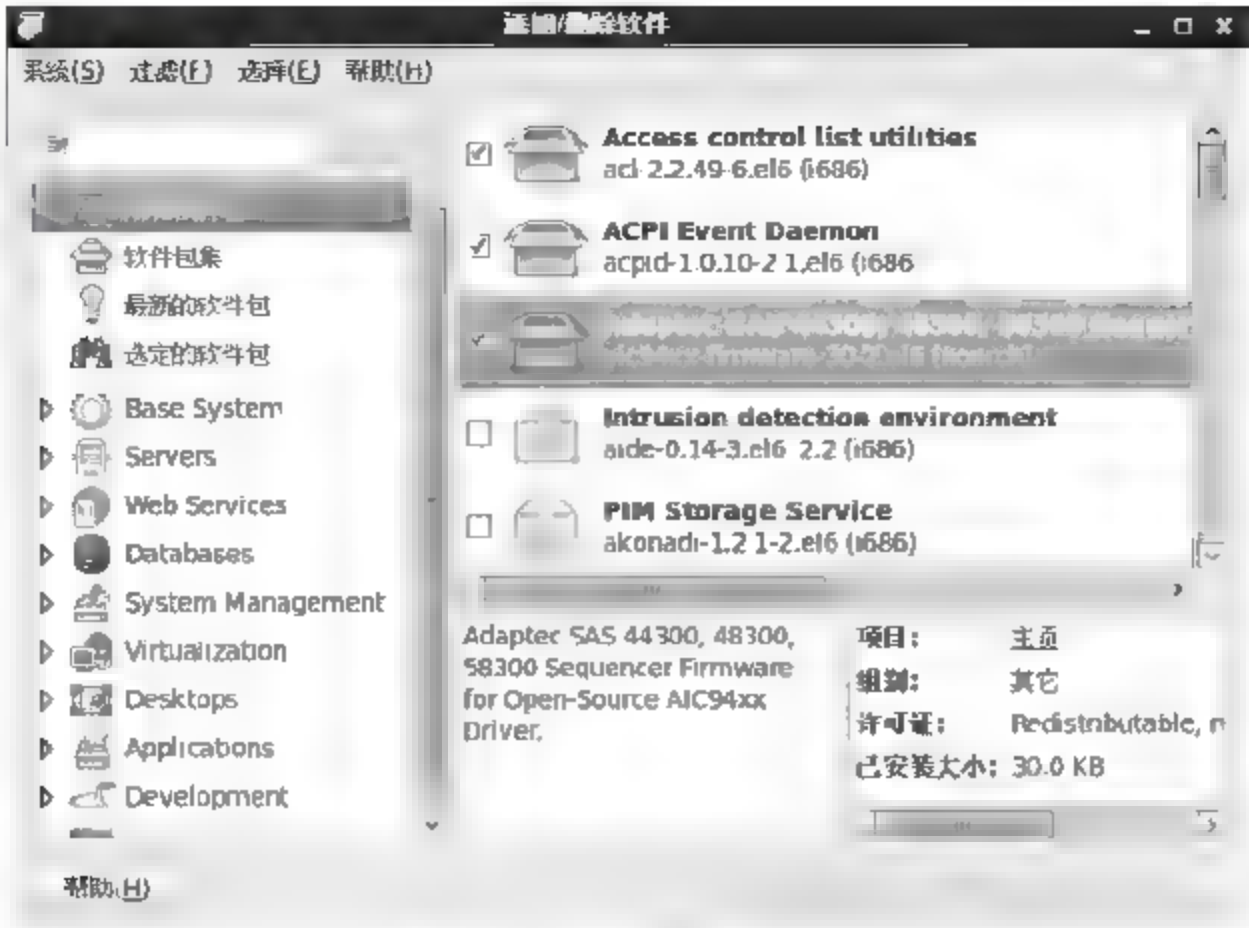 添加/删除软件
系统(S) 过滤(F) 选择(E) 帮助(H)
软件包集
最新的软件包
选定的软件包
Base System
Servers
Web Services
Databases
System Management
Virtualization
Desktops
Applications
Development
Access control list utilities
acl-2.2.49-6.el6 (i686)
ACPI Event Daemon
acpid-1.0.10-2.1.el6 (i686
Intrusion detection environment
aide-0.14-3.el6_2.2 (i686)
PIM Storage Service
akonadi-1.2.1-2.el6 (i686)
Adaptec SAS 44300, 48300,
58300 Sequencer Firmware
for Open-Source AIC94xx
Driver.
项目： 主页
组别： 其它
许可证： Redistributable, n
已安装大小： 30.0 KB
帮助(H)